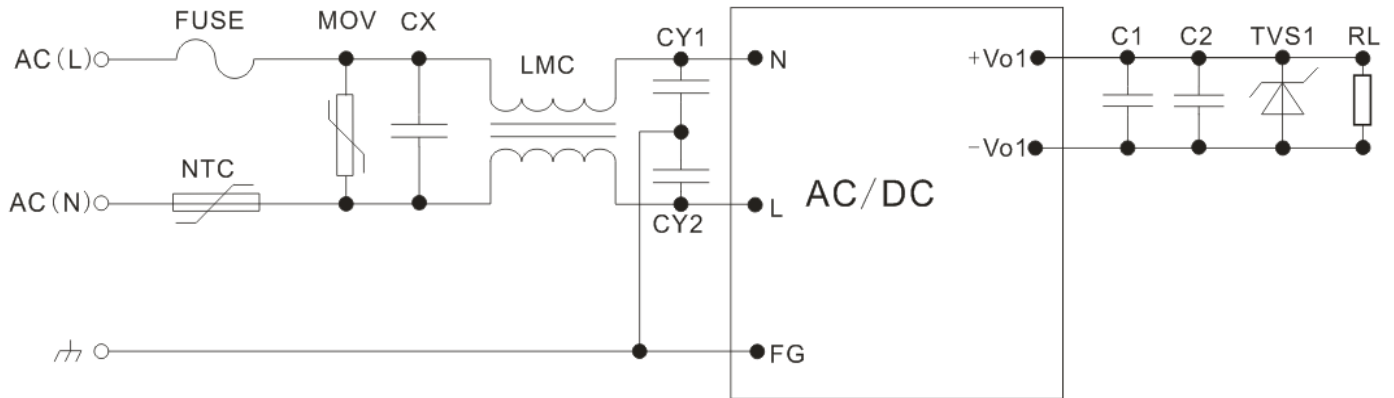 FUSE
MOV
CX
AC(L)
LMC
CY1
N
+Vo1
C1
C2
TVS1
RL
NTC
-Vo1
AC(N)
CY2
L
AC/DC
FG